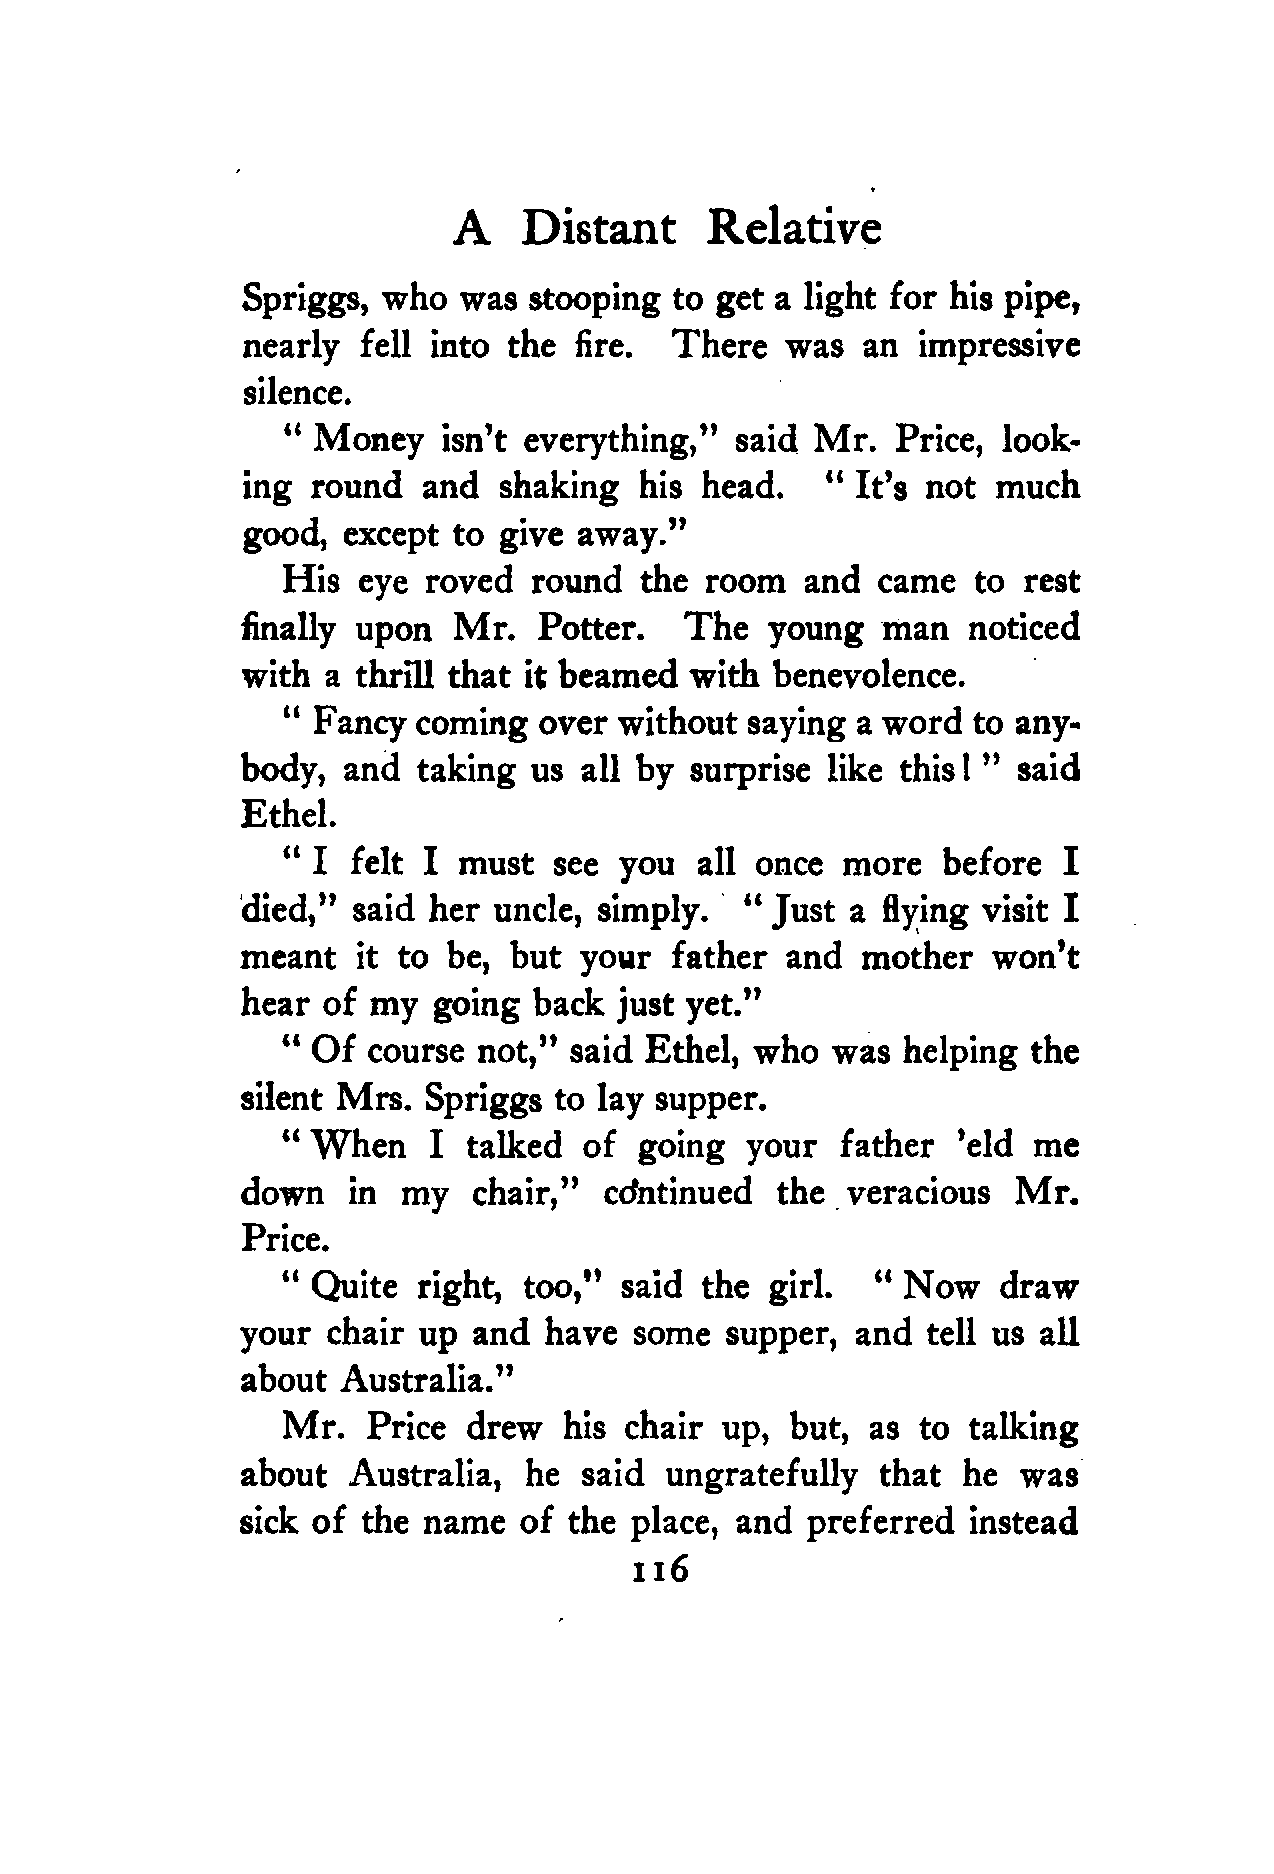 A Distant Relative
Spriggs, who was stooping to get a light for his pipe,
nearly fell into the fire. There was an impressive
silence.
" Money isn't everything," said Mr. Price, look-
ing round and shaking his head. " It's not much
good, except to give away."
His eye roved round the room and came to rest
finally upon Mr. Potter. The young man noticed
with a thrill that it beamed with benevolence.
" Fancy coming over without saying a word to any-
body, and taking us all by surprise like this! " said
Ethel.
" I felt I must see you all once more before I
died," said her uncle, simply. " Just a flying visit I
meant it to be, but your father and mother won't
hear of my going back just yet."
" Of course not," said Ethel, who was helping the
silent Mrs. Spriggs to lay supper.
" When I talked of going your father 'eld me
down in my chair," continued the veracious Mr.
Price.
" Quite right, too," said the girl. " Now draw
your chair up and have some supper, and tell us all
about Australia."
Mr. Price drew his chair up, but, as to talking
about Australia, he said ungratefully that he was
sick of the name of the place, and preferred instead
116